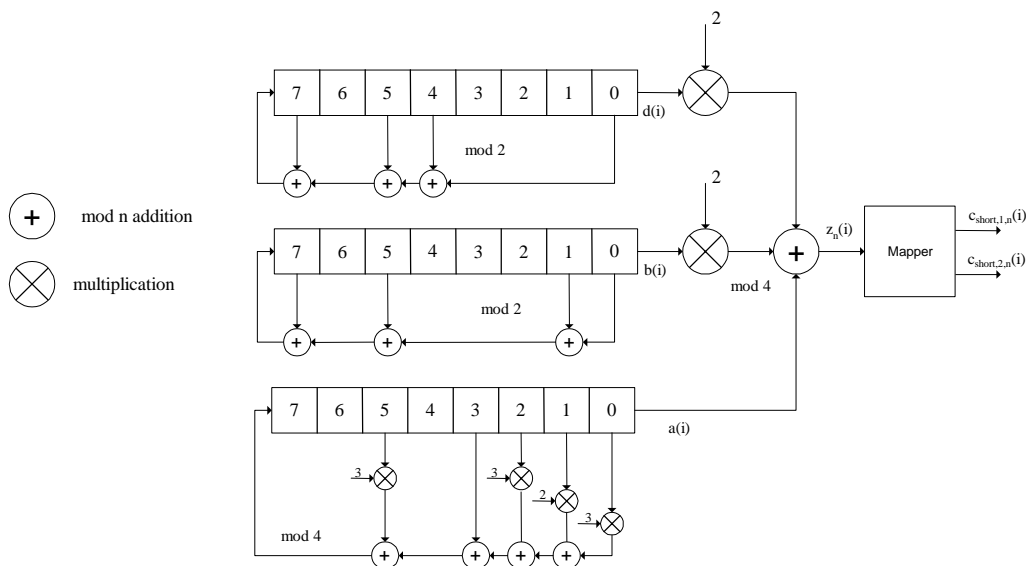 2
7 6 5 4 3 2 1 0
d(i)
mod 2
+ + +
2
+ mod n addition
multiplication
7 6 5 4 3 2 1 0
b(i)
mod 2
+ + +
+
mod 4
z_n(i)
Mapper
c_short,1,n(i)
c_short,2,n(i)
7 6 5 4 3 2 1 0
a(i)
3
3
2
3
mod 4
+ + + +